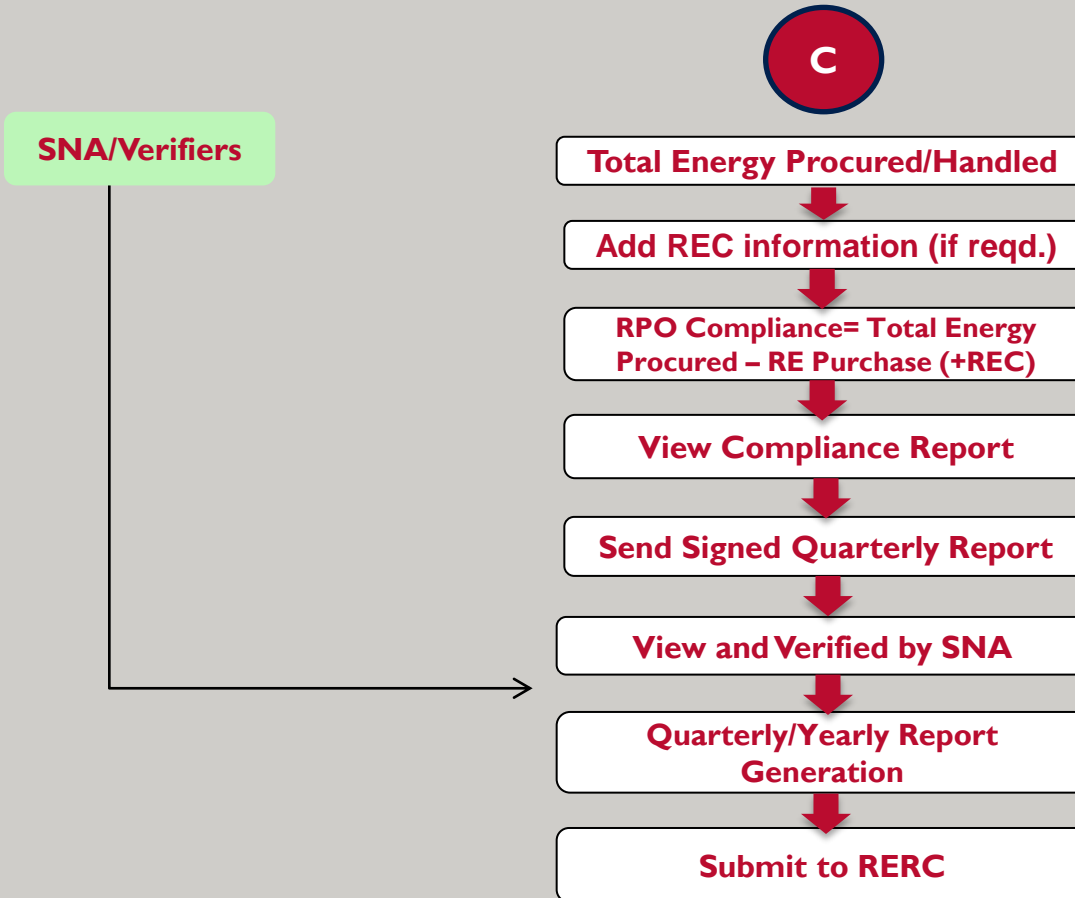 C
SNA/Verifiers
Total Energy Procured/Handled
Add REC information (if reqd.)
RPO Compliance= Total Energy
Procured – RE Purchase (+REC)
View Compliance Report
Send Signed Quarterly Report
View and Verified by SNA
Quarterly/Yearly Report
Generation
Submit to RERC